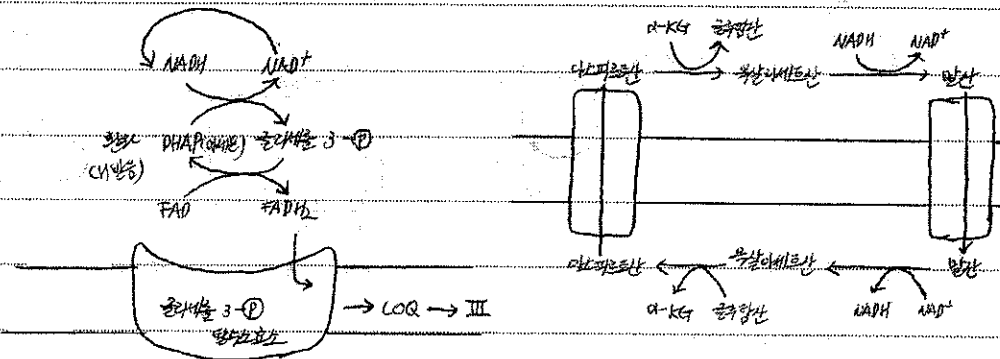 NADH NAD⁺
DHAP(아세톤) 글리세롤 3-Ⓟ
FAD FADH₂
글리세롤 3-Ⓟ
탈수소효소
→ COQ → III
α-KG 글루탐산 NADH NAD⁺
아스파르트산 → 옥살아세트산 → 말산
아스파르트산 ← 옥살아세트산 ← 말산
α-KG 글루탐산 NADH NAD⁺